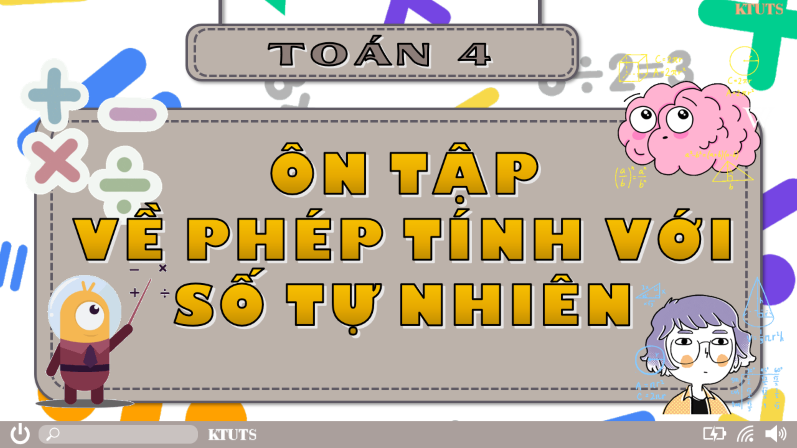 KTUTS
TOÁN 4
ÔN TẬP
VỀ PHÉP TÍNH VỚI
SỐ TỰ NHIÊN
KTUTS